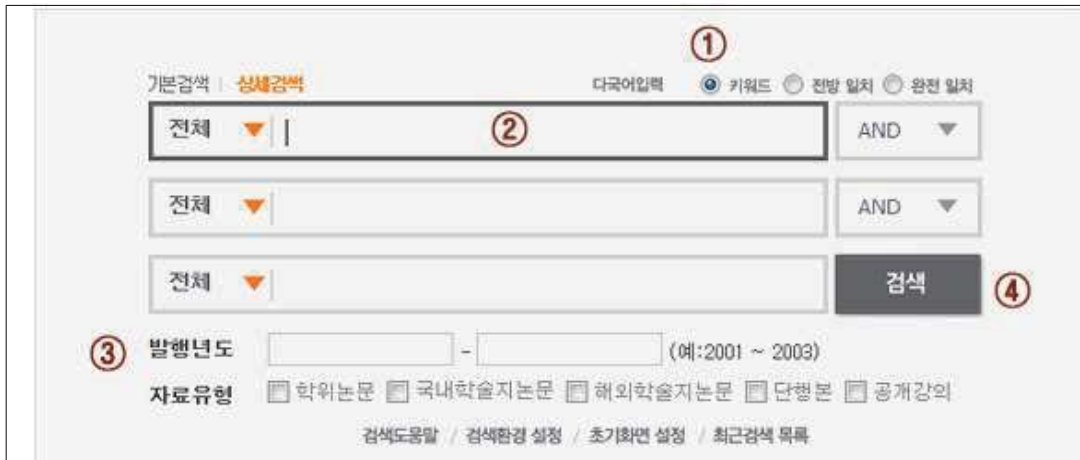 ①
기본검색 | 상세검색 다국어입력 키워드 전방 일치 완전 일치
전체 ② AND
전체 AND
전체 검색 ④
③ 발행년도 - (예:2001 ~ 2003)
자료유형 학위논문 국내학술지논문 해외학술지논문 단행본 공개강의
검색도움말 / 검색환경 설정 / 초기화면 설정 / 최근검색 목록